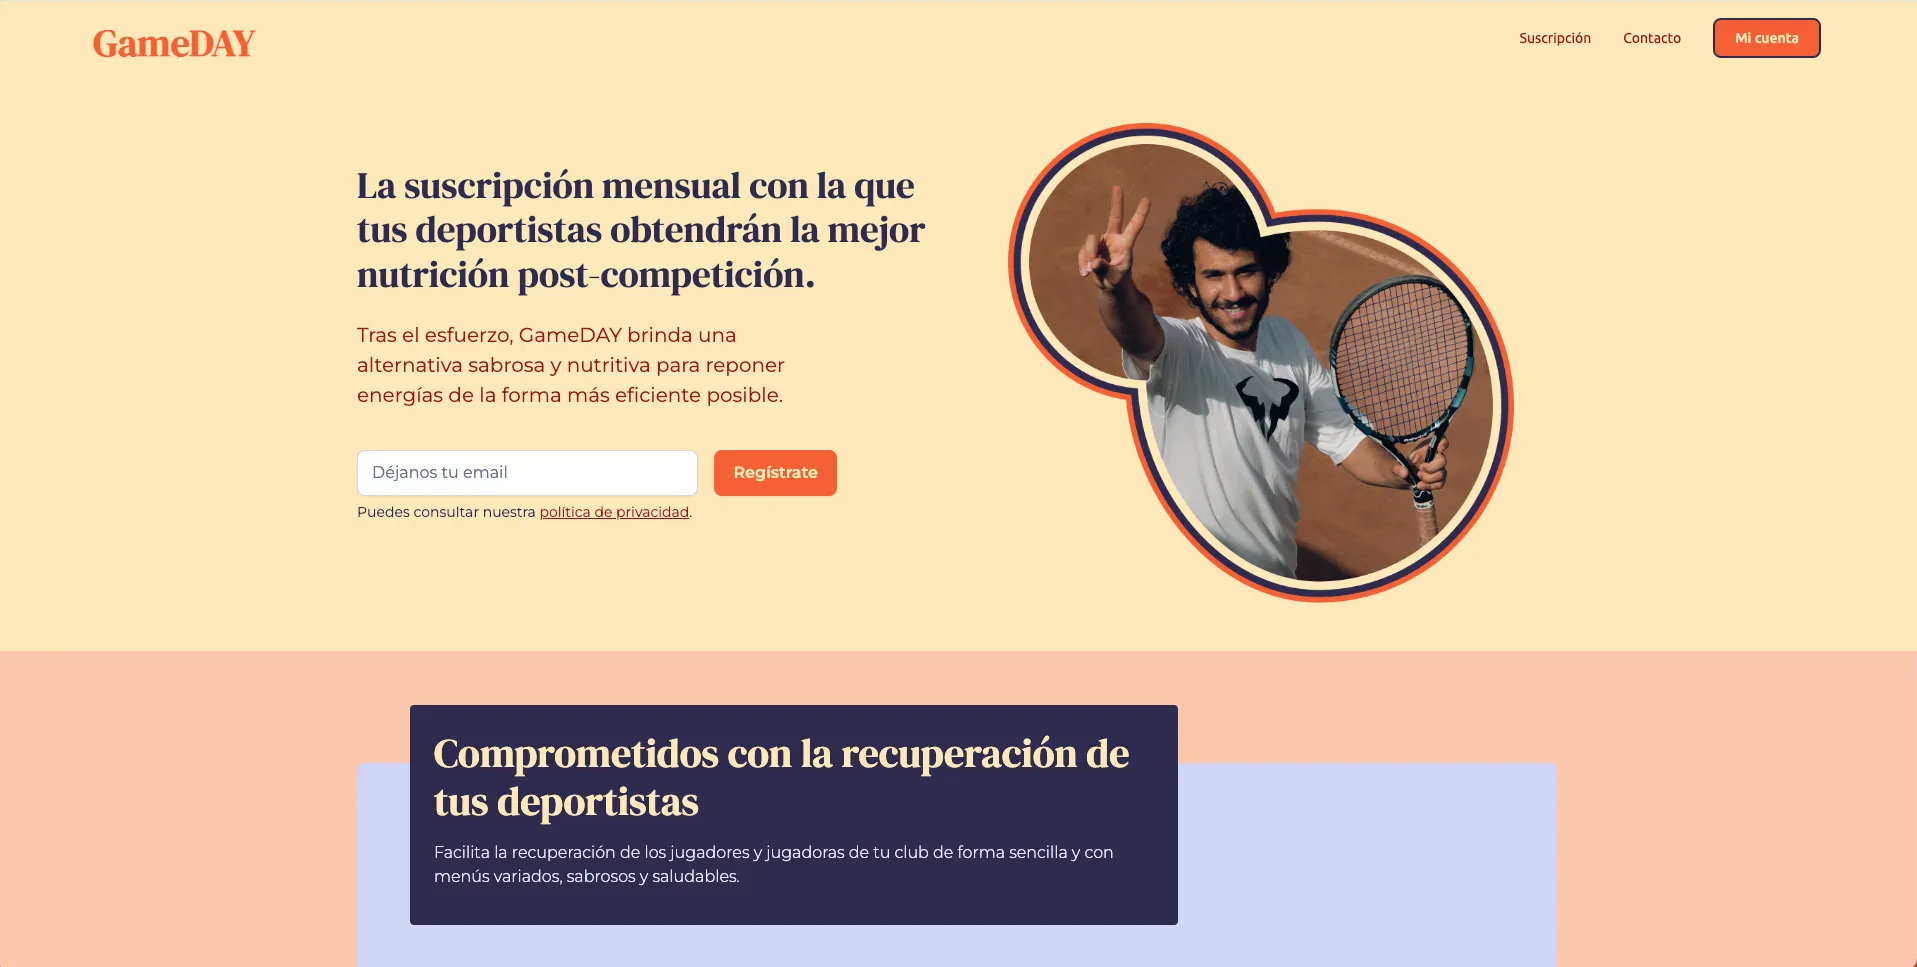 GameDAY
Suscripción
Contacto
Mi cuenta
La suscripción mensual con la que
tus deportistas obtendrán la mejor
nutrición post-competición.
Tras el esfuerzo, GameDAY brinda una
alternativa sabrosa y nutritiva para reponer
energías de la forma más eficiente posible.
Déjanos tu email
Regístrate
Puedes consultar nuestra política de privacidad.
Comprometidos con la recuperación de
tus deportistas
Facilita la recuperación de los jugadores y jugadoras de tu club de forma sencilla y con
menús variados, sabrosos y saludables.